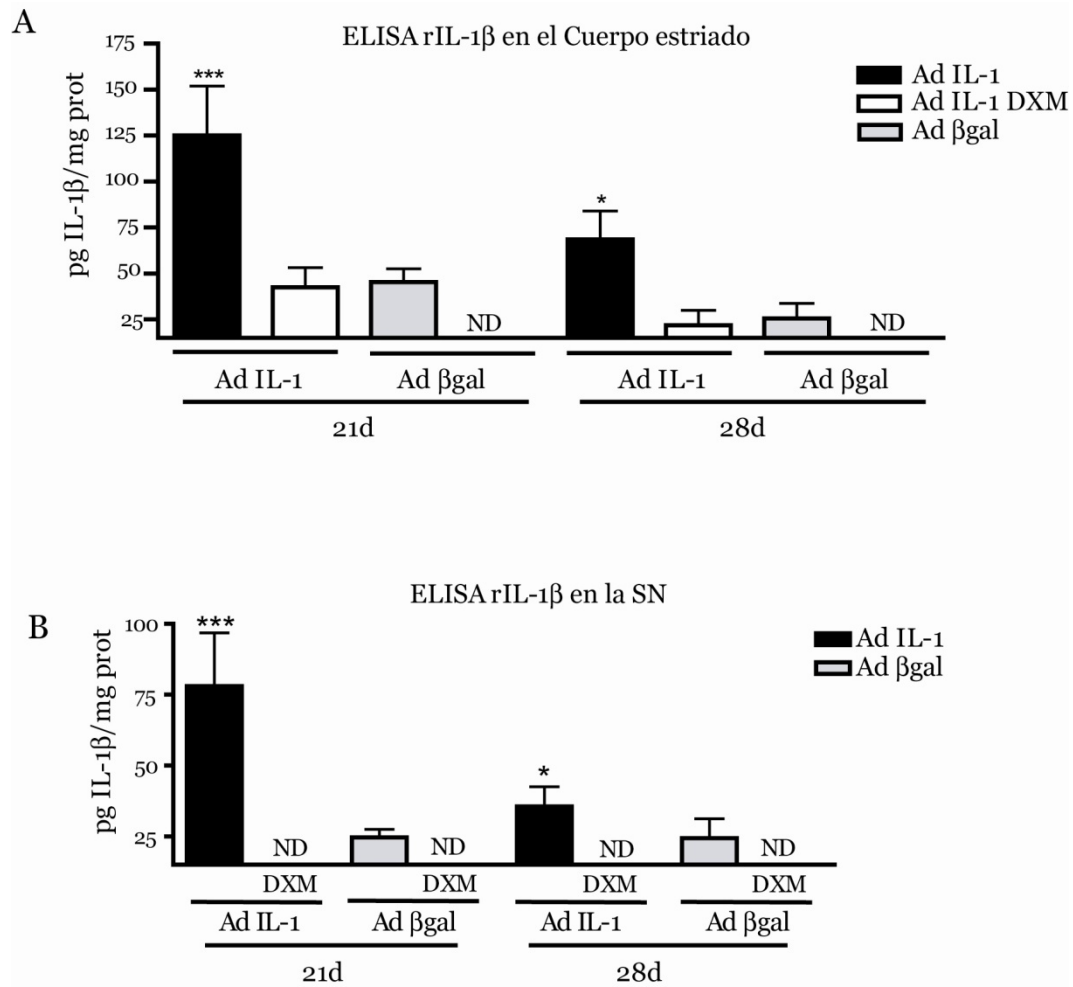 A
ELISA rIL-1β en el Cuerpo estriado
175
150
125
100
75
50
25
pg IL-1β/mg prot
***
*
ND
ND
Ad IL-1
Ad IL-1 DXM
Ad βgal
Ad IL-1
Ad βgal
Ad IL-1
Ad βgal
21d
28d
B
ELISA rIL-1β en la SN
100
75
50
25
pg IL-1β/mg prot
***
*
Ad IL-1
Ad βgal
ND
ND
ND
ND
DXM
DXM
DXM
DXM
Ad IL-1
Ad βgal
Ad IL-1
Ad βgal
21d
28d